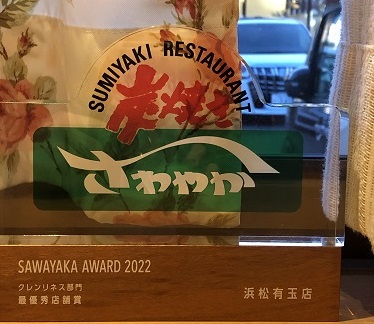 SUMIYAKI RESTAURANT
炭焼き
さわやか
SAWAYAKA AWARD 2022
クレンリネス部門
最優秀店舗賞
浜松有玉店